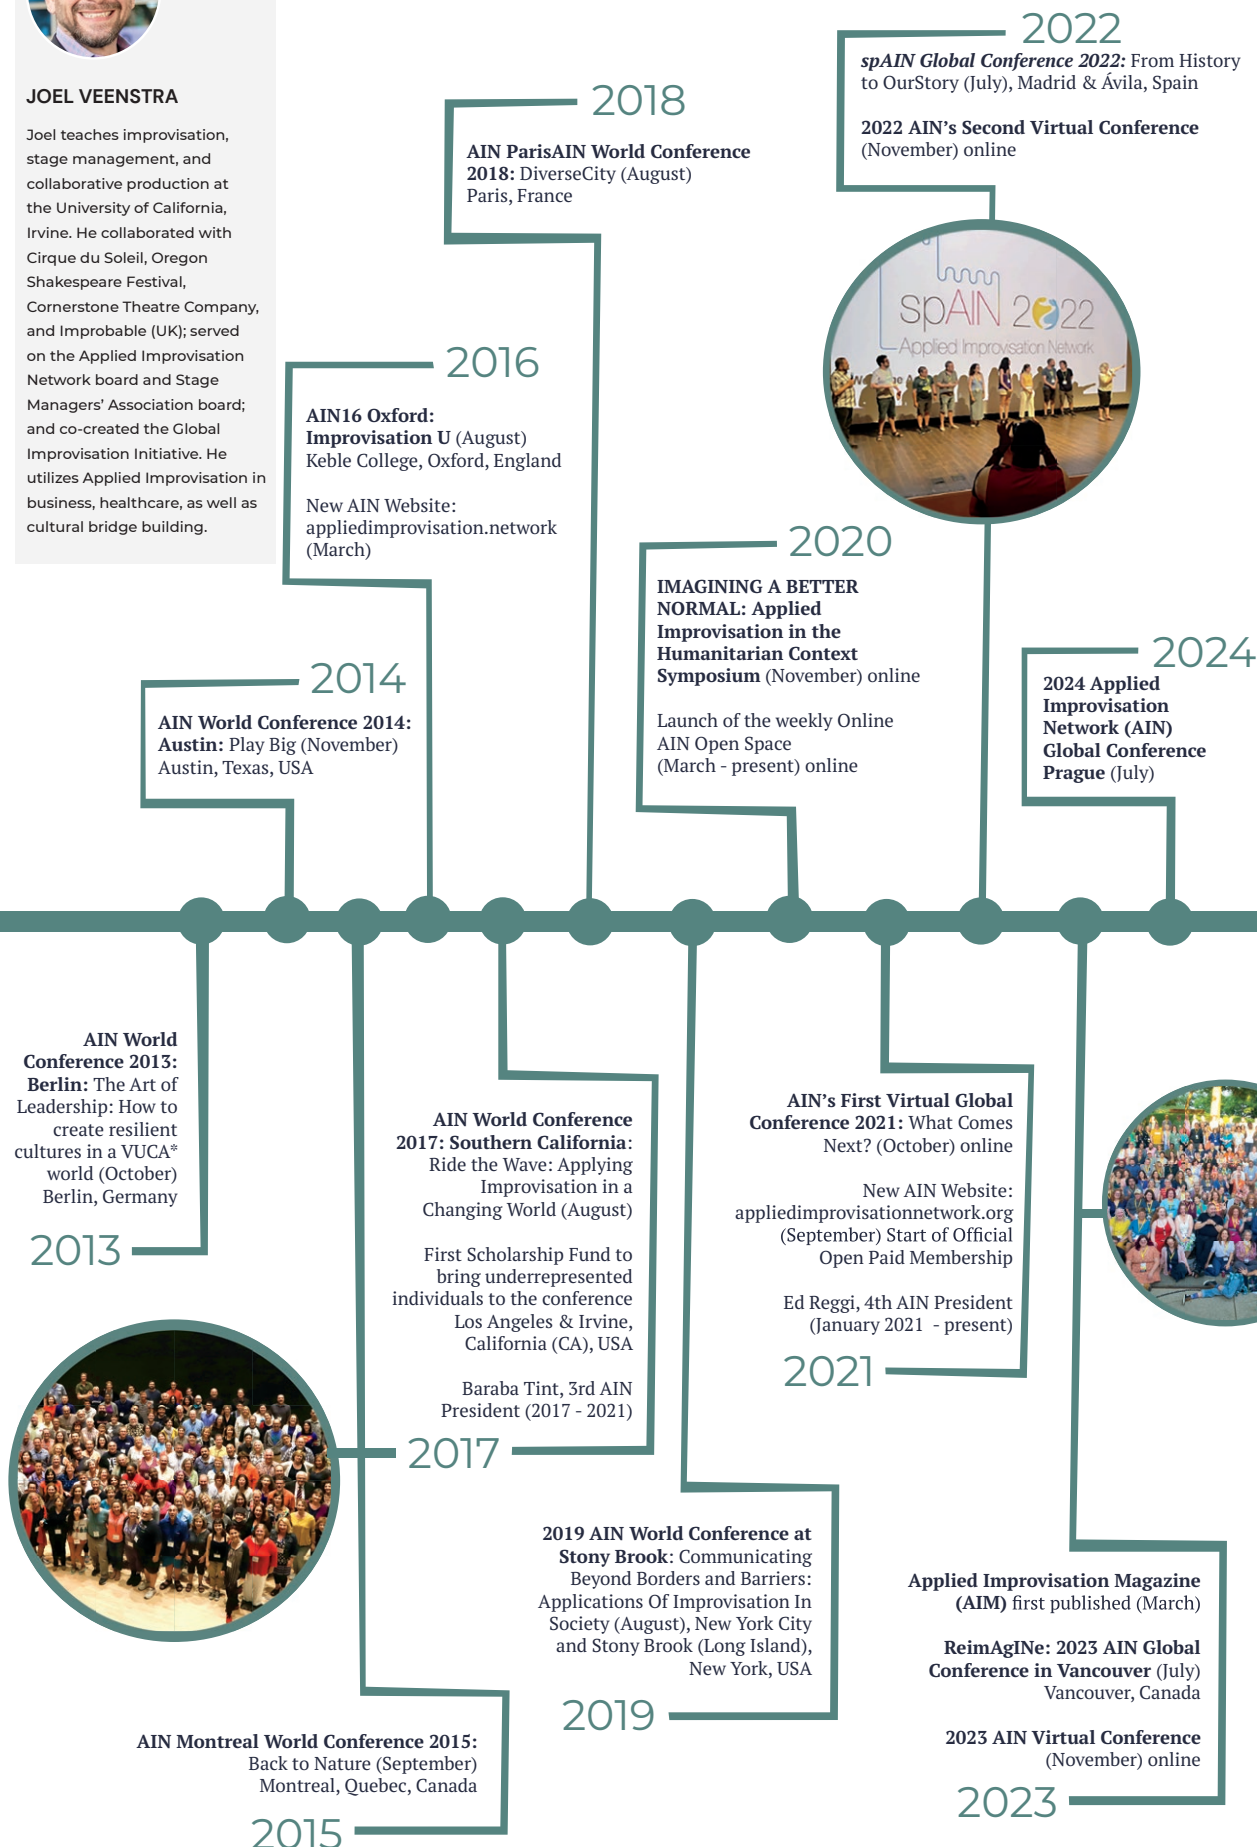 JOEL VEENSTRA
Joel teaches improvisation,
stage management, and
collaborative production at
the University of California,
Irvine. He collaborated with
Cirque du Soleil, Oregon
Shakespeare Festival,
Cornerstone Theatre Company,
and Improbable (UK); served
on the Applied Improvisation
Network board and Stage
Managers' Association board;
and co-created the Global
Improvisation Initiative. He
utilizes Applied Improvisation in
business, healthcare, as well as
cultural bridge building.
2013
AIN World
Conference 2013:
Berlin: The Art of
Leadership: How to
create resilient
cultures in a VUCA*
world (October)
Berlin, Germany
2014
AIN World Conference 2014:
Austin: Play Big (November)
Austin, Texas, USA
2015
AIN Montreal World Conference 2015:
Back to Nature (September)
Montreal, Quebec, Canada
2016
AIN16 Oxford:
Improvisation U (August)
Keble College, Oxford, England
New AIN Website:
appliedimprovisation.network
(March)
2017
AIN World Conference
2017: Southern California:
Ride the Wave: Applying
Improvisation in a
Changing World (August)
First Scholarship Fund to
bring underrepresented
individuals to the conference
Los Angeles & Irvine,
California (CA), USA
Baraba Tint, 3rd AIN
President (2017 - 2021)
2018
AIN ParisAIN World Conference
2018: DiverseCity (August)
Paris, France
2019
2019 AIN World Conference at
Stony Brook: Communicating
Beyond Borders and Barriers:
Applications Of Improvisation In
Society (August), New York City
and Stony Brook (Long Island),
New York, USA
2020
IMAGINING A BETTER
NORMAL: Applied
Improvisation in the
Humanitarian Context
Symposium (November) online
Launch of the weekly Online
AIN Open Space
(March - present) online
2021
AIN's First Virtual Global
Conference 2021: What Comes
Next? (October) online
New AIN Website:
appliedimprovisationnetwork.org
(September) Start of Official
Open Paid Membership
Ed Reggi, 4th AIN President
(January 2021 - present)
2022
spAIN Global Conference 2022: From History
to OurStory (July), Madrid & Ávila, Spain
2022 AIN's Second Virtual Conference
(November) online
spAIN 2022
Applied Improvisation Network
2023
Applied Improvisation Magazine
(AIM) first published (March)
ReimAgINe: 2023 AIN Global
Conference in Vancouver (July)
Vancouver, Canada
2023 AIN Virtual Conference
(November) online
2024
2024 Applied
Improvisation
Network (AIN)
Global Conference
Prague (July)